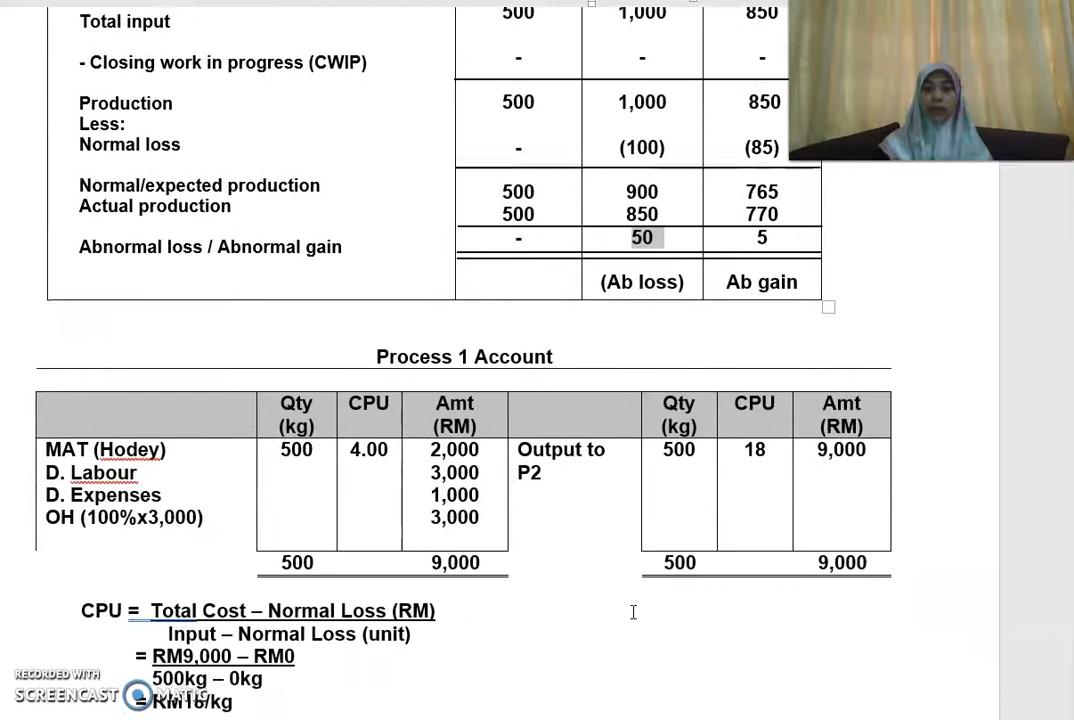 Total input 500 1,000 850
- Closing work in progress (CWIP) - - -
Production 500 1,000 850
Less:
Normal loss - (100) (85)
Normal/expected production 500 900 765
Actual production 500 850 770
Abnormal loss / Abnormal gain - 50 5
(Ab loss) Ab gain
Process 1 Account
Qty (kg) CPU Amt (RM) Qty (kg) CPU Amt (RM)
MAT (Hodey) 500 4.00 2,000 Output to 500 18 9,000
D. Labour 3,000 P2
D. Expenses 1,000
OH (100%x3,000) 3,000
500 9,000 500 9,000
CPU = Total Cost – Normal Loss (RM)
Input – Normal Loss (unit)
= RM9,000 – RM0
500kg – 0kg
= RM18/kg
RECORDED WITH
SCREENCAST MATIC